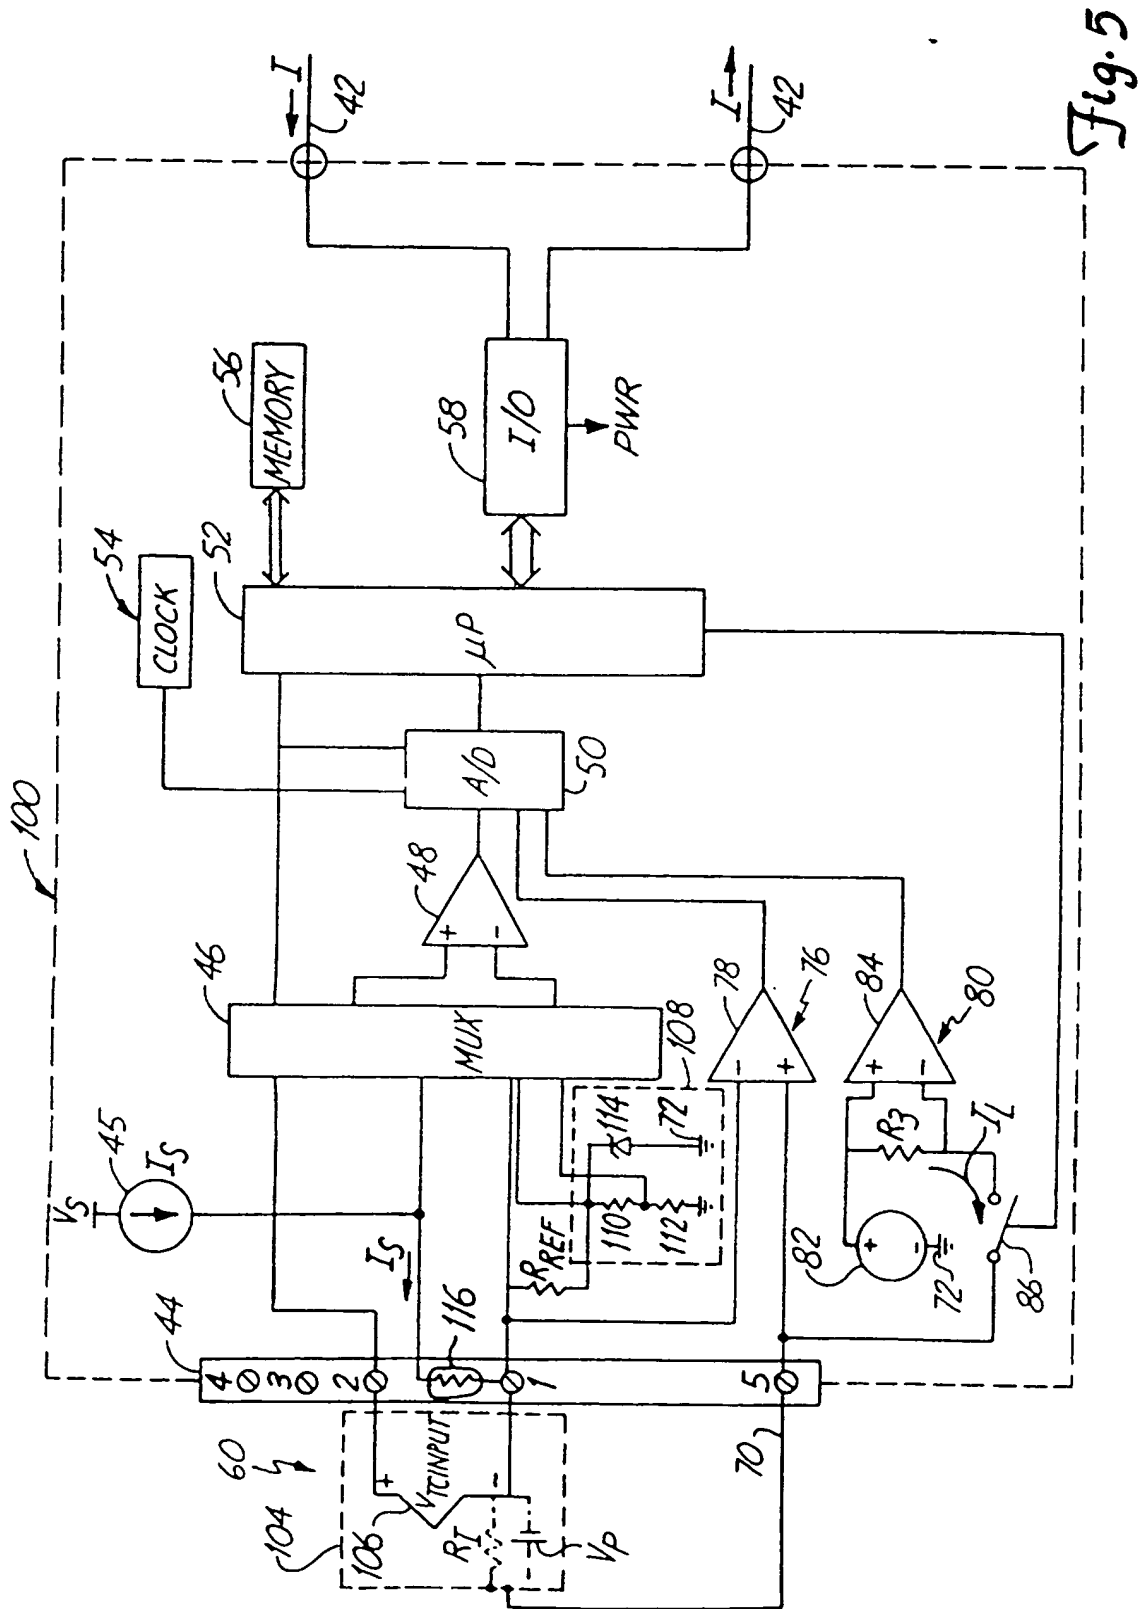 100
44
4
3
2
1
5
45
V_S
I_S
I_S
116
46
MUX
48
+
-
54
CLOCK
52
µP
56
MEMORY
A/D
50
58
I/O
PWR
I
42
I
42
60
104
106
+
V_TCINPUT
-
R_I
V_P
70
R_REF
108
110
112
114
72
78
-
+
76
84
+
-
80
82
+
-
72
R_3
I_L
86
Fig. 5